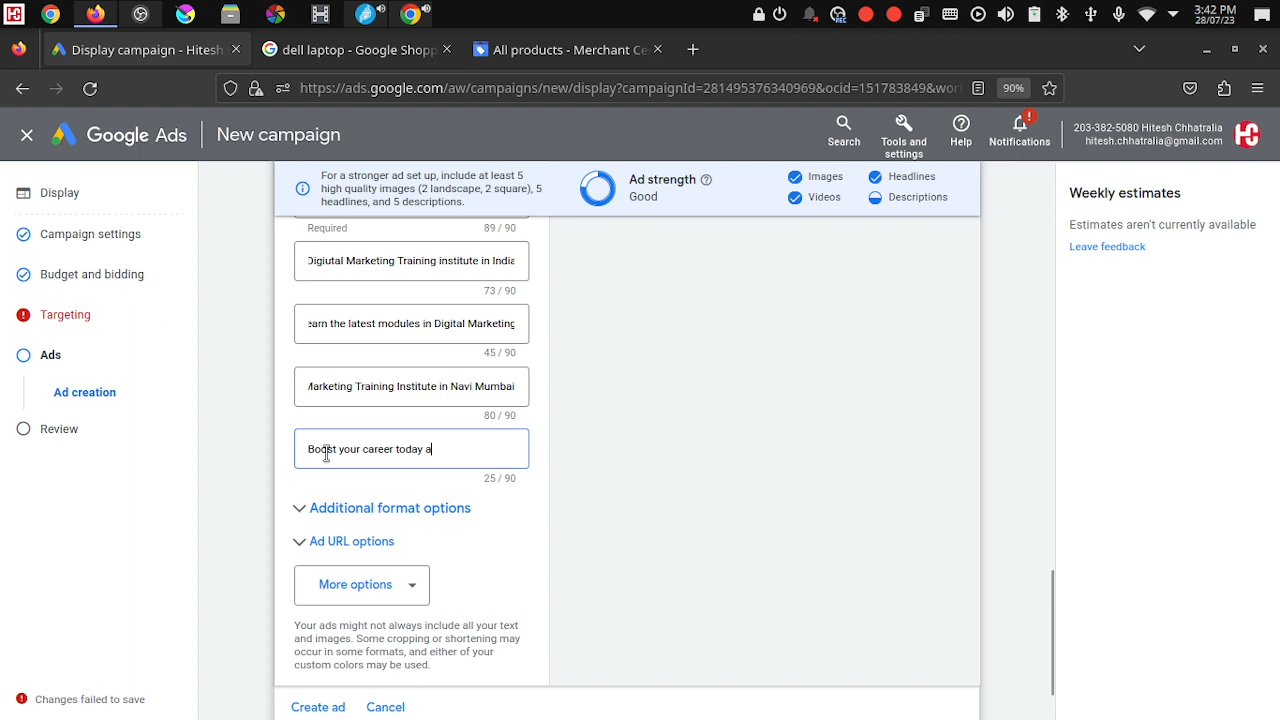 3:42 PM
28/07/23
Display campaign - Hitesh
dell laptop - Google Shopp
All products - Merchant Ce
https://ads.google.com/aw/campaigns/new/display?campaignId=281495376340969&ocid=151783849&wor
90%
Google Ads
New campaign
Search
Tools and
settings
Help
Notifications
203-382-5080 Hitesh Chhatralia
hitesh.chhatralia@gmail.com
Display
Campaign settings
Budget and bidding
Targeting
Ads
Ad creation
Review
Changes failed to save
For a stronger ad set up, include at least 5
high quality images (2 landscape, 2 square), 5
headlines, and 5 descriptions.
Ad strength
Good
Images
Headlines
Videos
Descriptions
Required
89 / 90
Digiutal Marketing Training institute in India
73 / 90
earn the latest modules in Digital Marketing
45 / 90
Marketing Training Institute in Navi Mumbai
80 / 90
Boost your career today a
25 / 90
Additional format options
Ad URL options
More options
Your ads might not always include all your text
and images. Some cropping or shortening may
occur in some formats, and either of your
custom colors may be used.
Create ad
Cancel
Weekly estimates
Estimates aren't currently available
Leave feedback